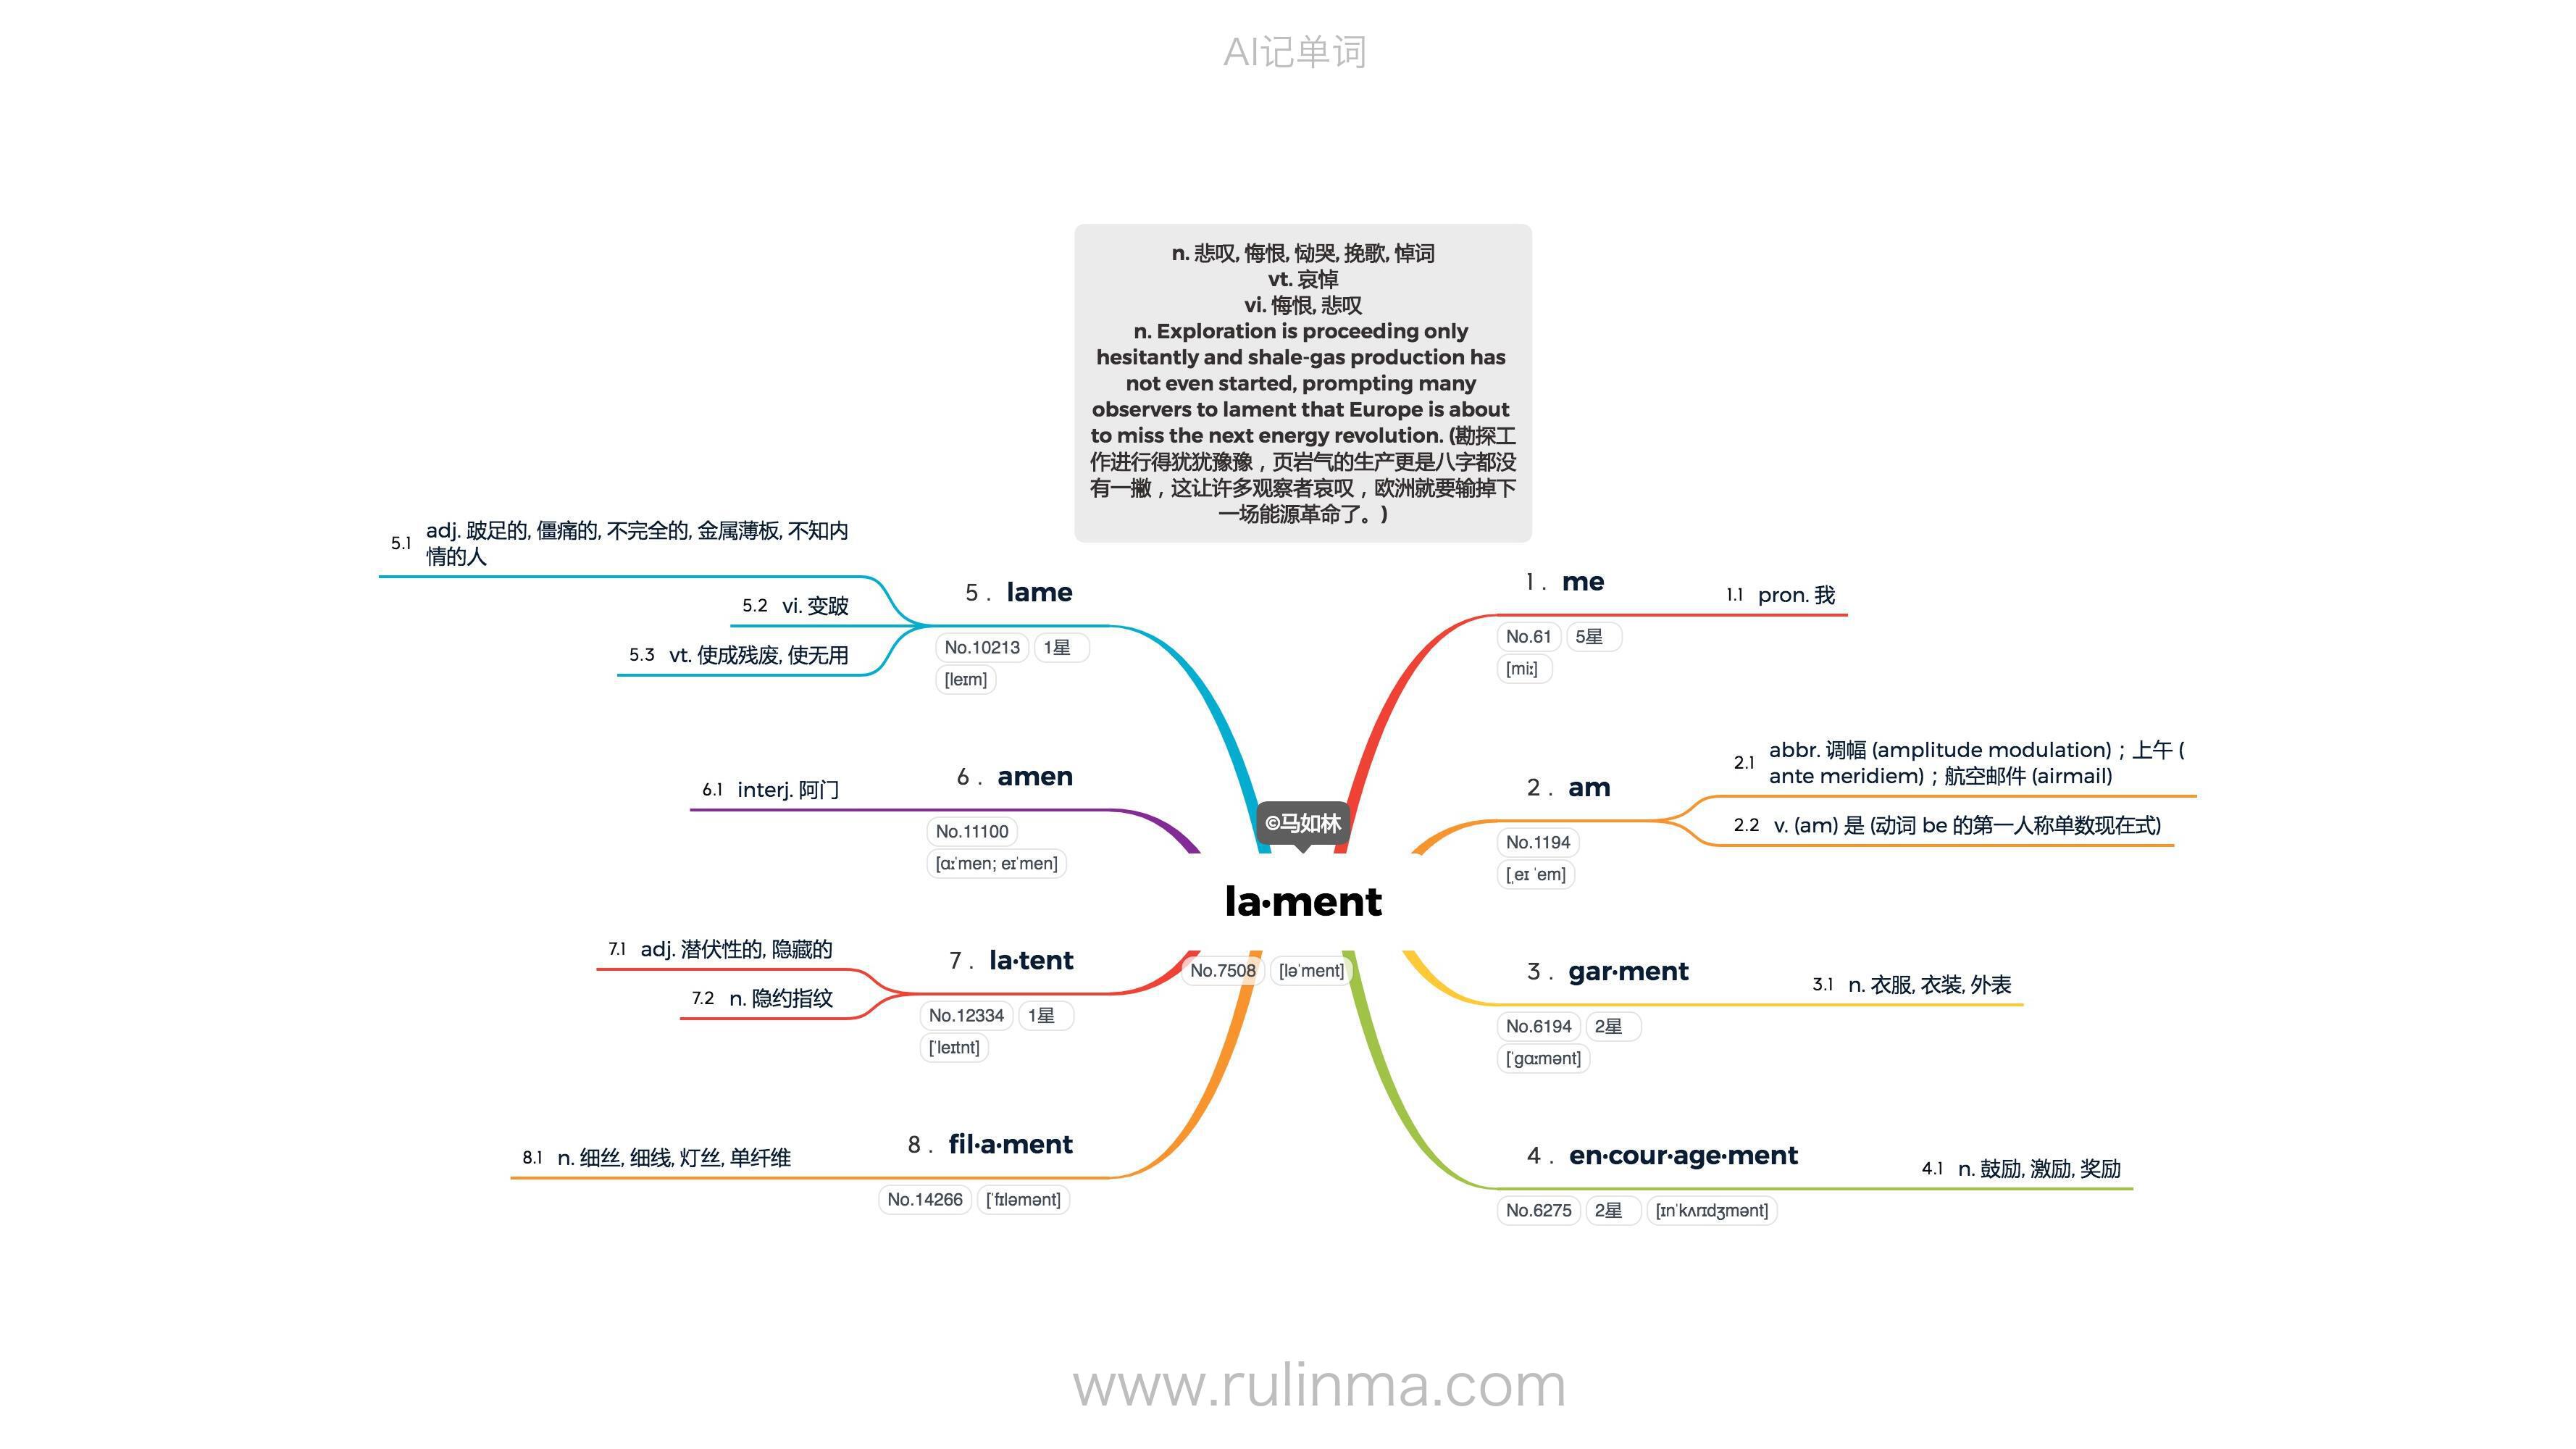 AI记单词
n. 悲叹, 悔恨, 恸哭, 挽歌, 悼词
vt. 哀悼
vi. 悔恨, 悲叹
n. Exploration is proceeding only
hesitantly and shale-gas production has
not even started, prompting many
observers to lament that Europe is about
to miss the next energy revolution. (勘探工
作进行得犹犹豫豫，页岩气的生产更是八字都没
有一撇，这让许多观察者哀叹，欧洲就要输掉下
一场能源革命了。)
©马如林
la·ment
No.7508 [ləˈment]
1 . me
No.61 5星
[miː]
1.1 pron. 我
2 . am
No.1194
[ˌeɪ ˈem]
2.1 abbr. 调幅 (amplitude modulation)；上午 (
ante meridiem)；航空邮件 (airmail)
2.2 v. (am) 是 (动词 be 的第一人称单数现在式)
3 . gar·ment
No.6194 2星
[ˈɡɑːmənt]
3.1 n. 衣服, 衣装, 外表
4 . en·cour·age·ment
No.6275 2星 [ɪnˈkʌrɪdʒmənt]
4.1 n. 鼓励, 激励, 奖励
5 . lame
No.10213 1星
[leɪm]
5.1 adj. 跛足的, 僵痛的, 不完全的, 金属薄板, 不知内
情的人
5.2 vi. 变跛
5.3 vt. 使成残废, 使无用
6 . amen
No.11100
[ɑːˈmen; eɪˈmen]
6.1 interj. 阿门
7 . la·tent
No.12334 1星
[ˈleɪtnt]
7.1 adj. 潜伏性的, 隐藏的
7.2 n. 隐约指纹
8 . fil·a·ment
No.14266 [ˈfɪləmənt]
8.1 n. 细丝, 细线, 灯丝, 单纤维
www.rulinma.com